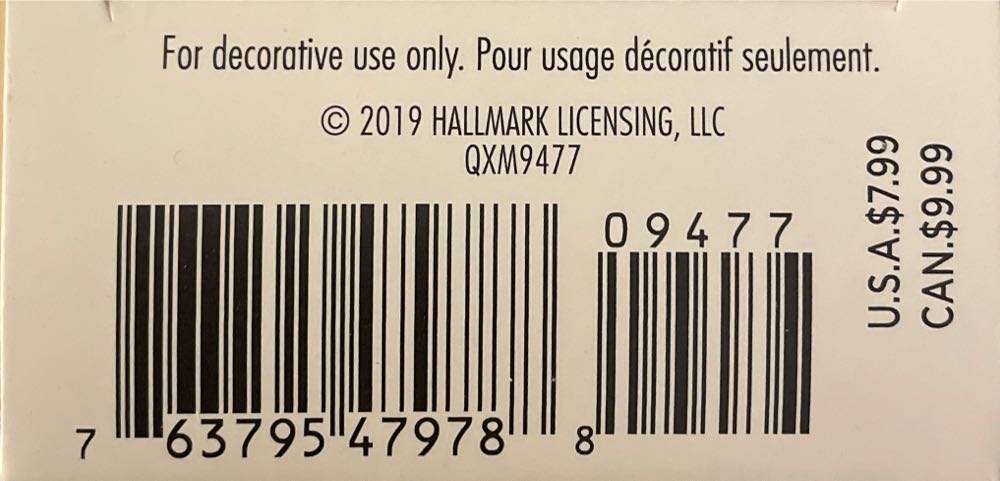 For decorative use only. Pour usage décoratif seulement.
© 2019 HALLMARK LICENSING, LLC
QXM9477
09477
7 63795 47978 8
U.S.A.$7.99
CAN.$9.99